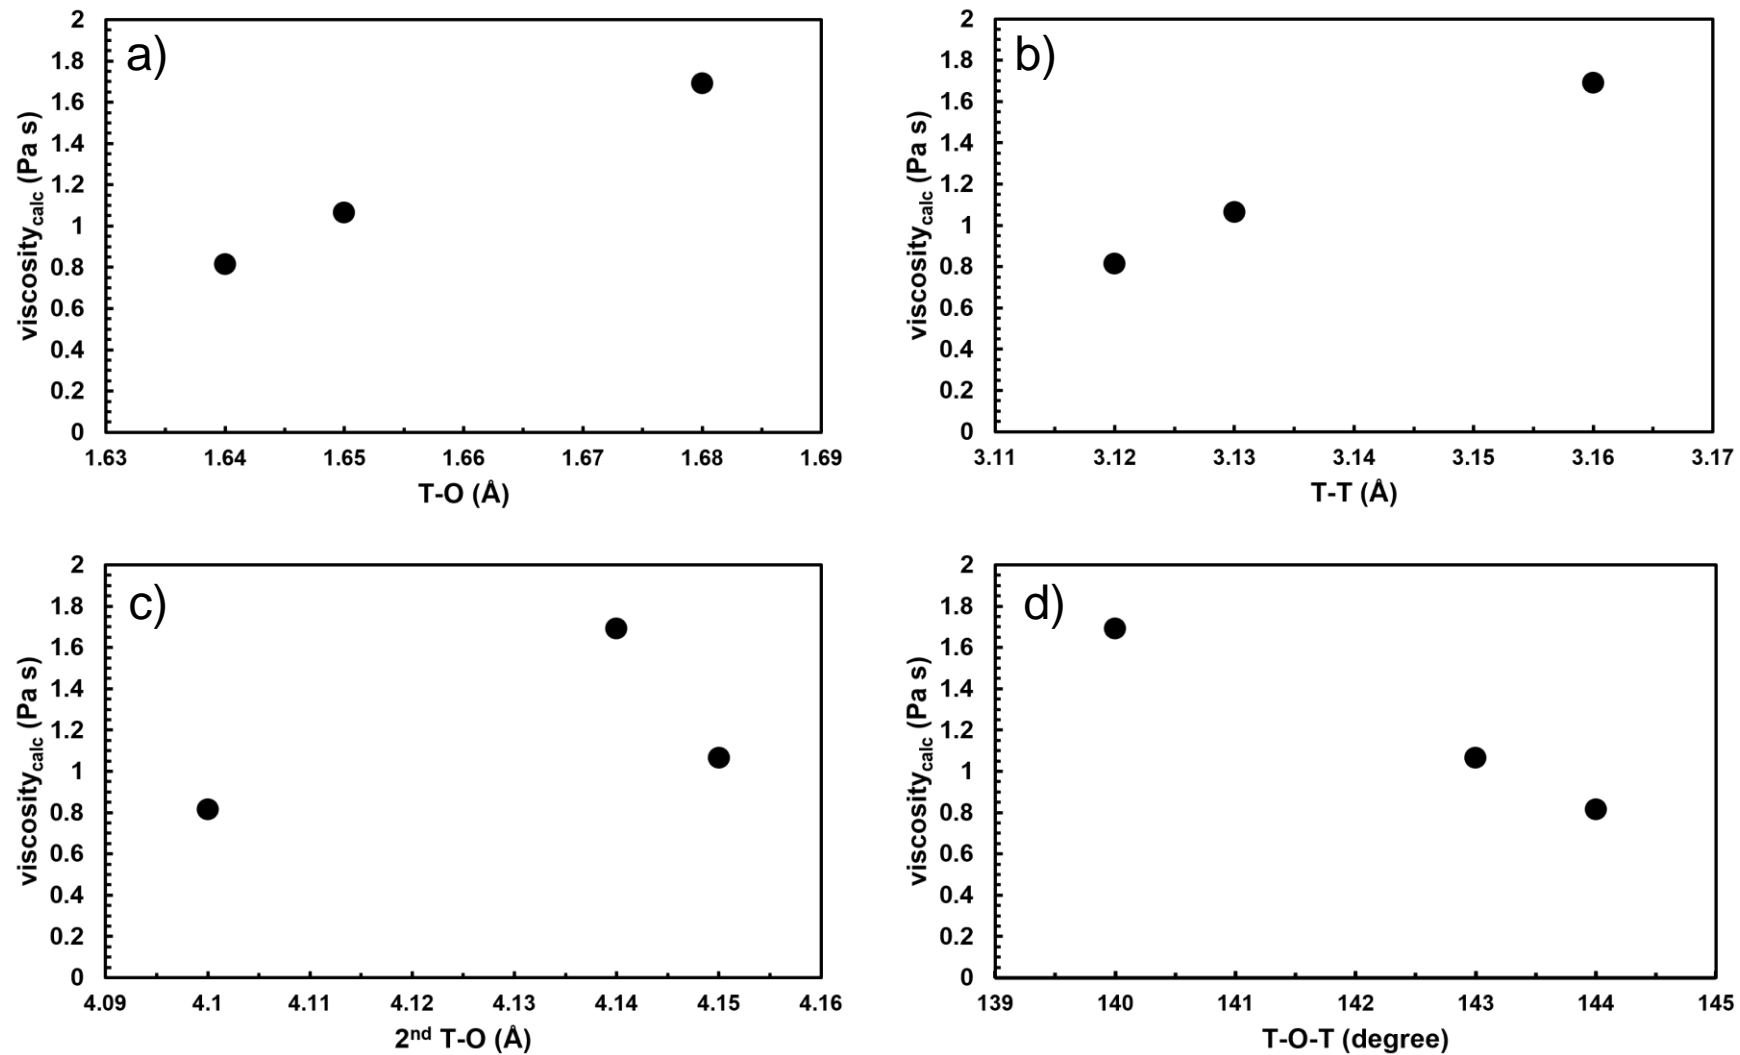 a)
2
1.8
1.6
1.4
1.2
1
0.8
0.6
0.4
0.2
0
viscosity_calc (Pa s)
1.63 1.64 1.65 1.66 1.67 1.68 1.69
T-O (Å)
b)
2
1.8
1.6
1.4
1.2
1
0.8
0.6
0.4
0.2
0
viscosity_calc (Pa s)
3.11 3.12 3.13 3.14 3.15 3.16 3.17
T-T (Å)
c)
2
1.8
1.6
1.4
1.2
1
0.8
0.6
0.4
0.2
0
viscosity_calc (Pa s)
4.09 4.1 4.11 4.12 4.13 4.14 4.15 4.16
2nd T-O (Å)
d)
2
1.8
1.6
1.4
1.2
1
0.8
0.6
0.4
0.2
0
viscosity_calc (Pa s)
139 140 141 142 143 144 145
T-O-T (degree)